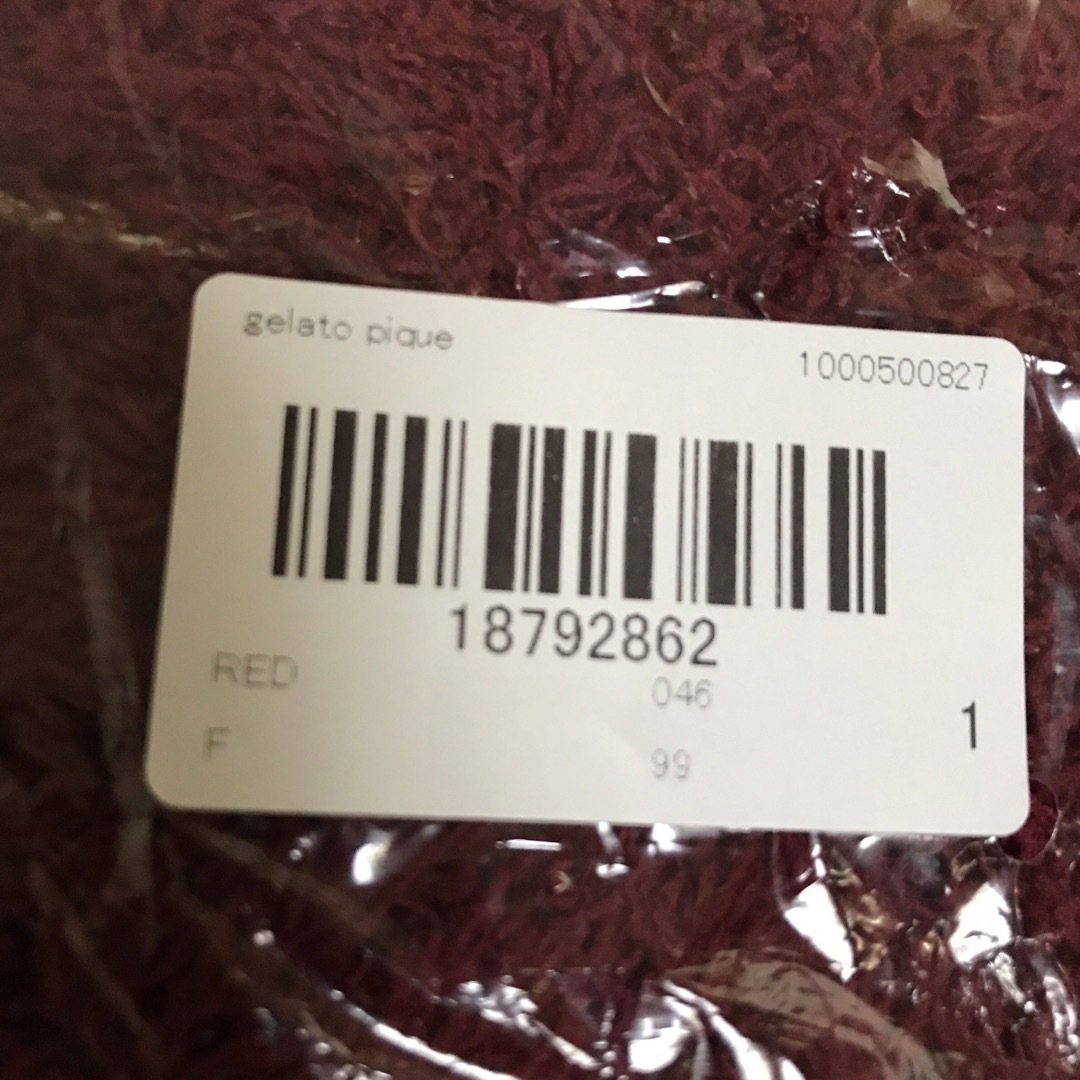 gelato pique
1000500827
18792862
RED 046
F 99 1